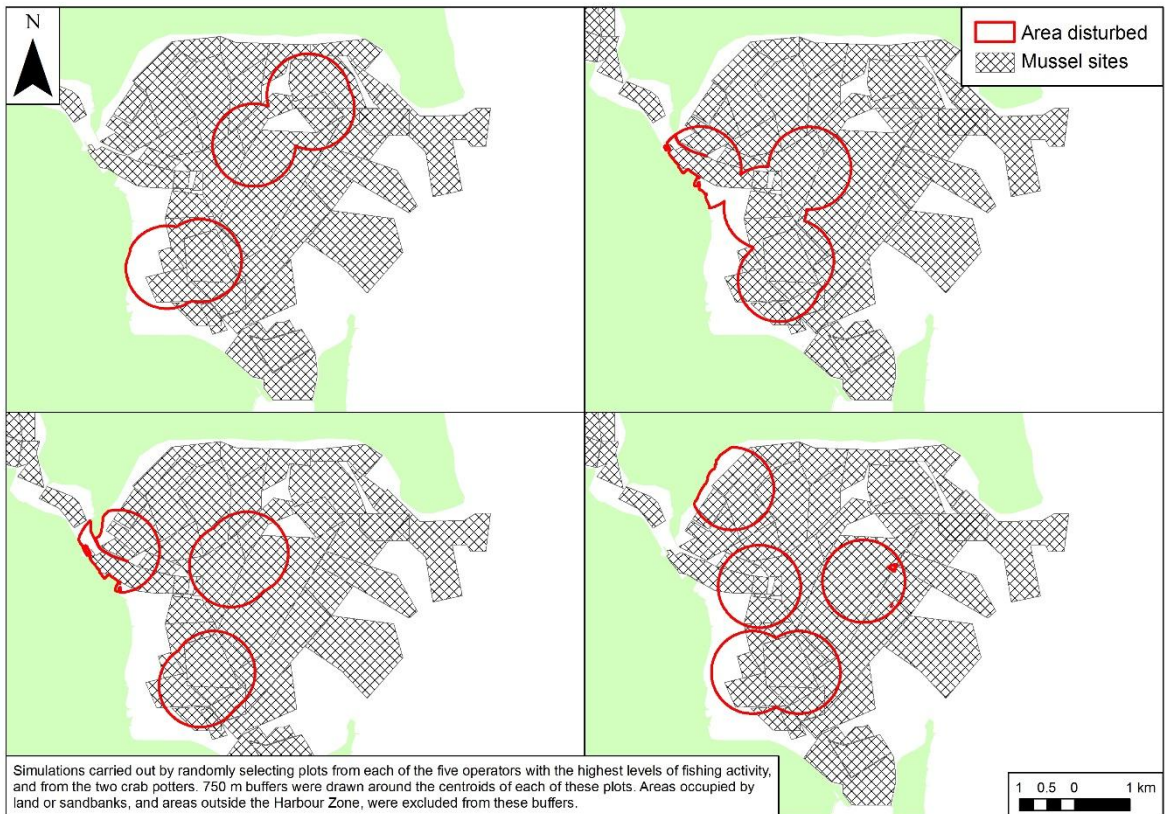 N
Area disturbed
Mussel sites
Simulations carried out by randomly selecting plots from each of the five operators with the highest levels of fishing activity,
and from the two crab potters. 750 m buffers were drawn around the centroids of each of these plots. Areas occupied by
land or sandbanks, and areas outside the Harbour Zone, were excluded from these buffers.
1 0.5 0 1 km